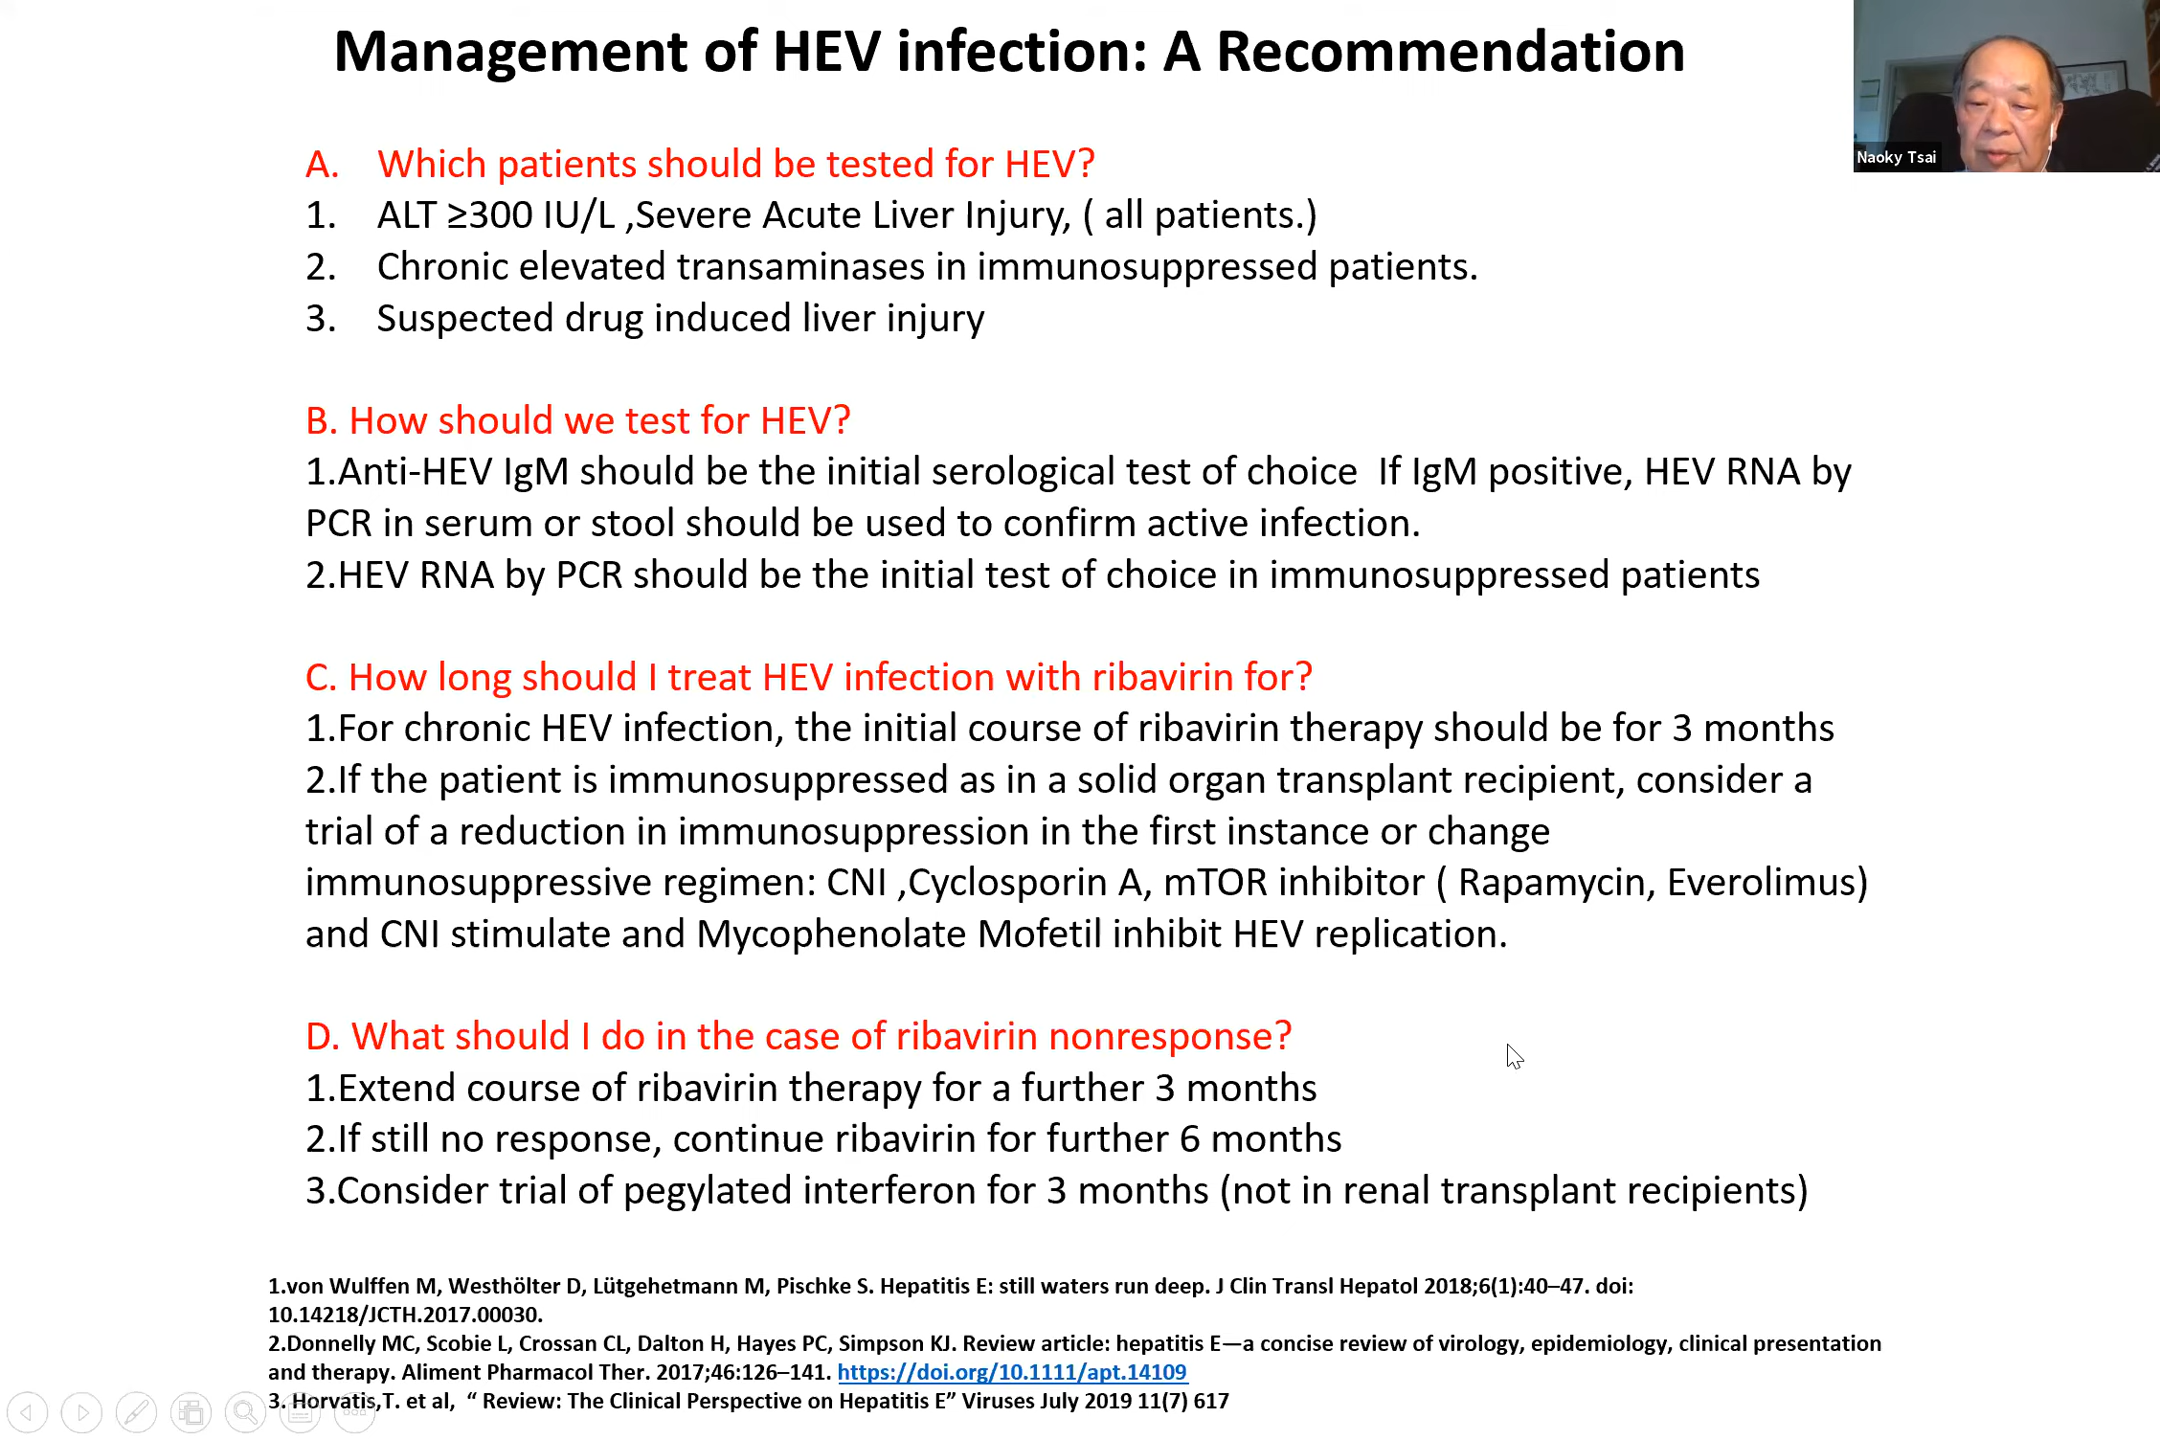 Management of HEV infection: A Recommendation
Naoky Tsai
A. Which patients should be tested for HEV?
1. ALT ≥300 IU/L ,Severe Acute Liver Injury, ( all patients.)
2. Chronic elevated transaminases in immunosuppressed patients.
3. Suspected drug induced liver injury
B. How should we test for HEV?
1.Anti-HEV IgM should be the initial serological test of choice  If IgM positive, HEV RNA by
PCR in serum or stool should be used to confirm active infection.
2.HEV RNA by PCR should be the initial test of choice in immunosuppressed patients
C. How long should I treat HEV infection with ribavirin for?
1.For chronic HEV infection, the initial course of ribavirin therapy should be for 3 months
2.If the patient is immunosuppressed as in a solid organ transplant recipient, consider a
trial of a reduction in immunosuppression in the first instance or change
immunosuppressive regimen: CNI ,Cyclosporin A, mTOR inhibitor ( Rapamycin, Everolimus)
and CNI stimulate and Mycophenolate Mofetil inhibit HEV replication.
D. What should I do in the case of ribavirin nonresponse?
1.Extend course of ribavirin therapy for a further 3 months
2.If still no response, continue ribavirin for further 6 months
3.Consider trial of pegylated interferon for 3 months (not in renal transplant recipients)
1.von Wulffen M, Westhölter D, Lütgehetmann M, Pischke S. Hepatitis E: still waters run deep. J Clin Transl Hepatol 2018;6(1):40–47. doi:
10.14218/JCTH.2017.00030.
2.Donnelly MC, Scobie L, Crossan CL, Dalton H, Hayes PC, Simpson KJ. Review article: hepatitis E—a concise review of virology, epidemiology, clinical presentation
and therapy. Aliment Pharmacol Ther. 2017;46:126–141. https://doi.org/10.1111/apt.14109
3. Horvatis,T. et al,  “ Review: The Clinical Perspective on Hepatitis E” Viruses July 2019 11(7) 617